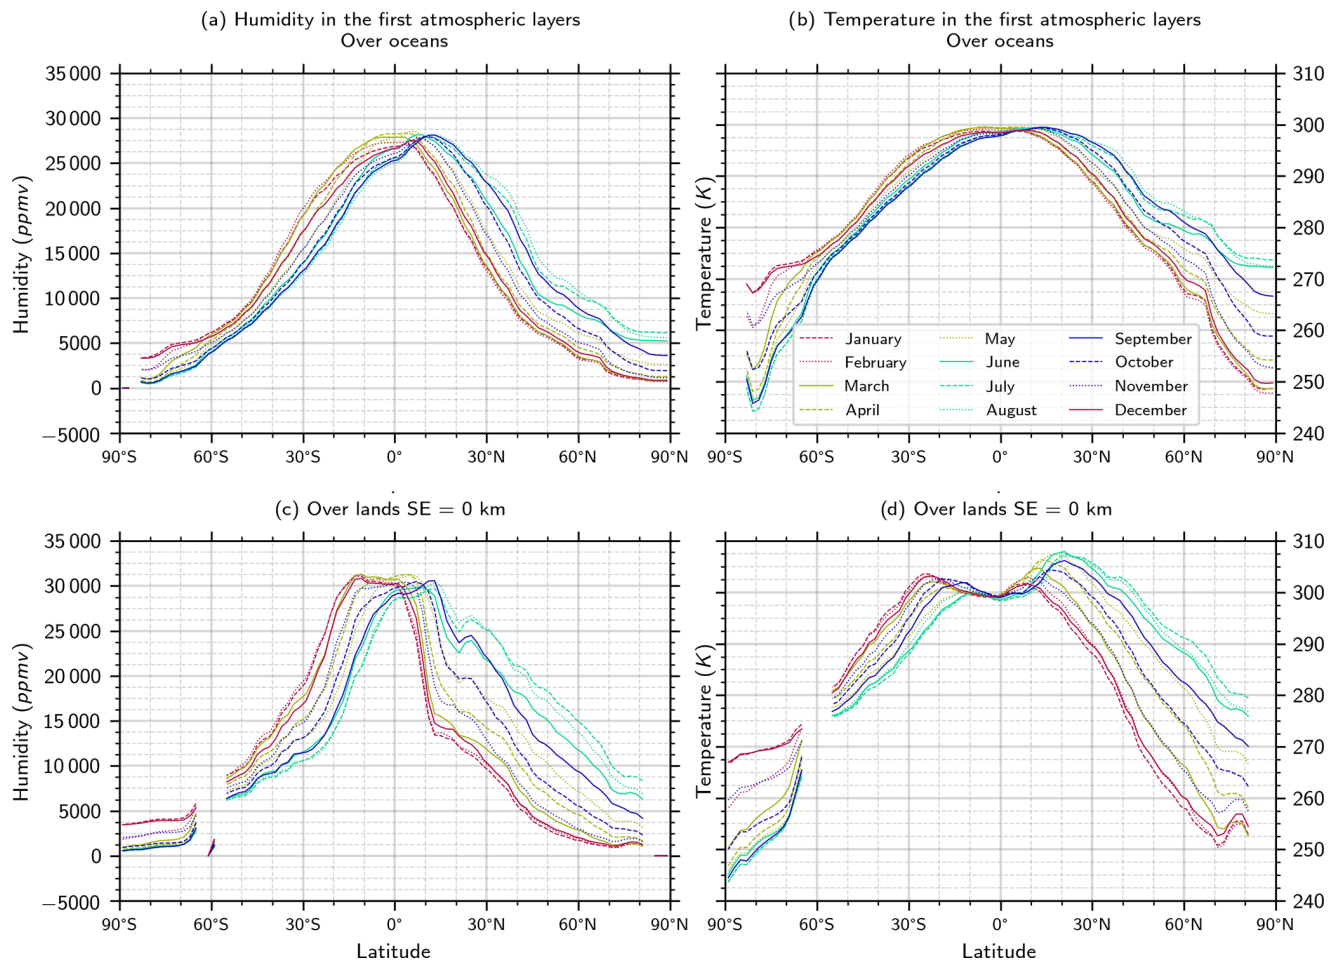 (a) Humidity in the first atmospheric layers
Over oceans
(b) Temperature in the first atmospheric layers
Over oceans
35 000
30 000
25 000
20 000
15 000
10 000
5000
0
−5000
Humidity (ppmv)
90°S 60°S 30°S 0° 30°N 60°N 90°N
310
300
290
280
270
260
250
240
Temperature (K)
January
February
March
April
May
June
July
August
September
October
November
December
90°S 60°S 30°S 0° 30°N 60°N 90°N
(c) Over lands SE = 0 km
(d) Over lands SE = 0 km
35 000
30 000
25 000
20 000
15 000
10 000
5000
0
−5000
Humidity (ppmv)
90°S 60°S 30°S 0° 30°N 60°N 90°N
Latitude
310
300
290
280
270
260
250
240
Temperature (K)
90°S 60°S 30°S 0° 30°N 60°N 90°N
Latitude